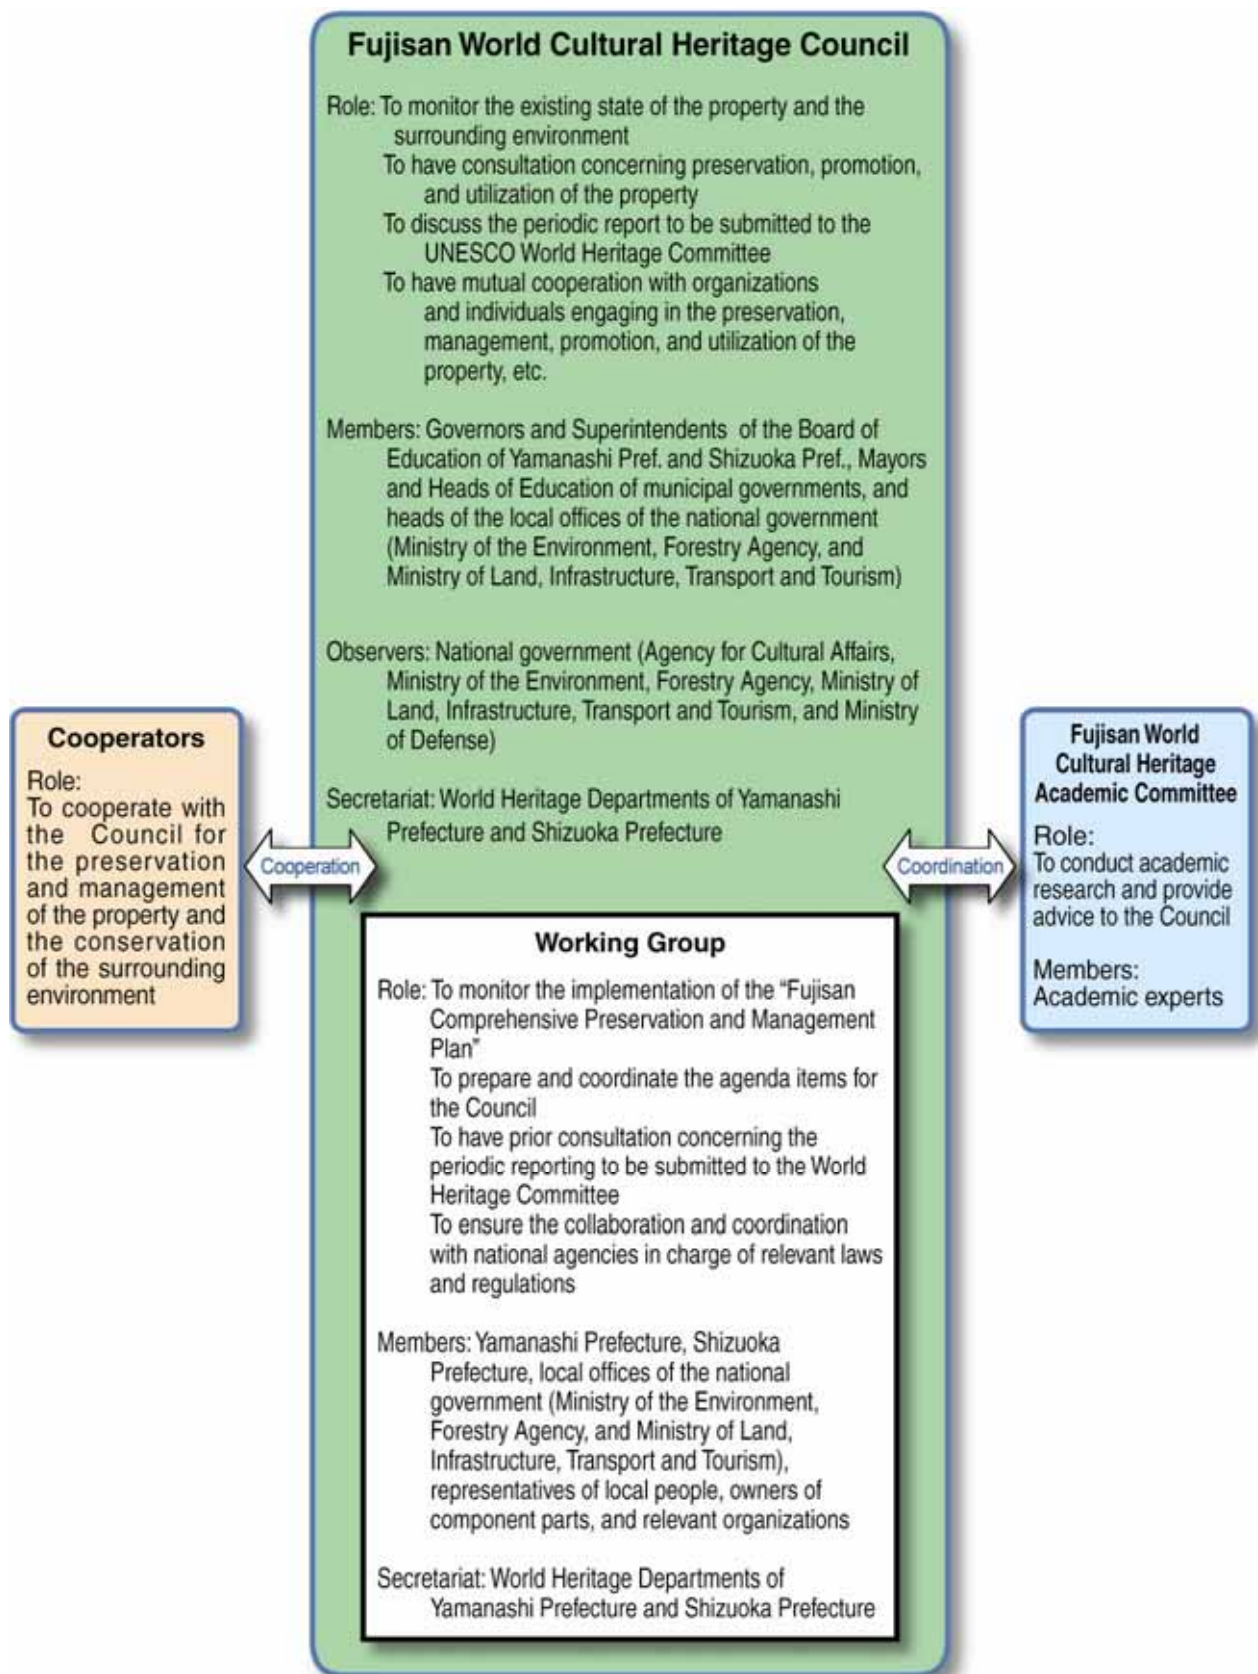 Fujisan World Cultural Heritage Council
Role: To monitor the existing state of the property and the
surrounding environment
To have consultation concerning preservation, promotion,
and utilization of the property
To discuss the periodic report to be submitted to the
UNESCO World Heritage Committee
To have mutual cooperation with organizations
and individuals engaging in the preservation,
management, promotion, and utilization of the
property, etc.
Members: Governors and Superintendents of the Board of
Education of Yamanashi Pref. and Shizuoka Pref., Mayors
and Heads of Education of municipal governments, and
heads of the local offices of the national government
(Ministry of the Environment, Forestry Agency, and
Ministry of Land, Infrastructure, Transport and Tourism)
Observers: National government (Agency for Cultural Affairs,
Ministry of the Environment, Forestry Agency, Ministry of
Land, Infrastructure, Transport and Tourism, and Ministry
of Defense)
Secretariat: World Heritage Departments of Yamanashi
Prefecture and Shizuoka Prefecture
Cooperators
Role:
To cooperate with
the Council for
the preservation
and management
of the property and
the conservation
of the surrounding
environment
Cooperation
Coordination
Fujisan World
Cultural Heritage
Academic Committee
Role:
To conduct academic
research and provide
advice to the Council
Members:
Academic experts
Working Group
Role: To monitor the implementation of the “Fujisan
Comprehensive Preservation and Management
Plan”
To prepare and coordinate the agenda items for
the Council
To have prior consultation concerning the
periodic reporting to be submitted to the World
Heritage Committee
To ensure the collaboration and coordination
with national agencies in charge of relevant laws
and regulations
Members: Yamanashi Prefecture, Shizuoka
Prefecture, local offices of the national
government (Ministry of the Environment,
Forestry Agency, and Ministry of Land,
Infrastructure, Transport and Tourism),
representatives of local people, owners of
component parts, and relevant organizations
Secretariat: World Heritage Departments of
Yamanashi Prefecture and Shizuoka Prefecture